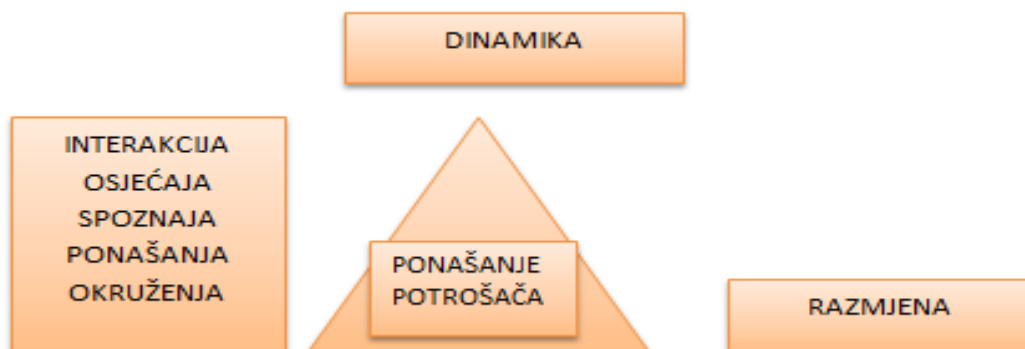 DINAMIKA
INTERAKCIJA
OSJEĆAJA
SPOZNAJA
PONAŠANJA
OKRUŽENJA
PONAŠANJE
POTROŠAČA
RAZMJENA